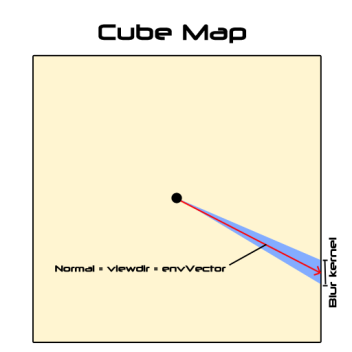 Cube Map
Normal = viewdir = envVector
Blur kernel